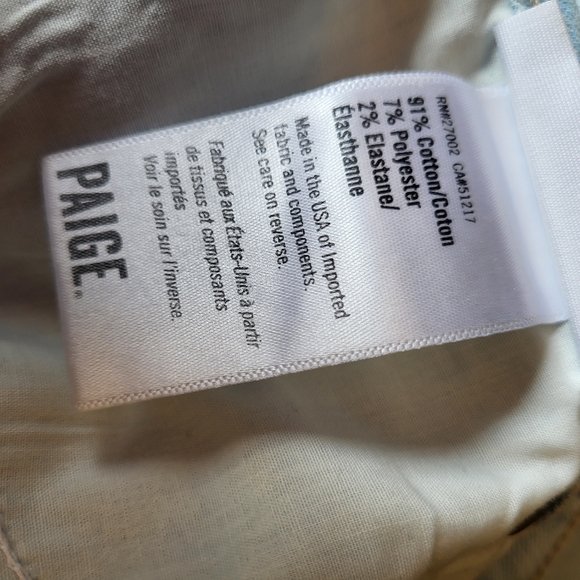 RN#27002 CA#51217
91% Cotton/Coton
7% Polyester
2% Elastane/
Élasthanne
Made in the USA of Imported
fabric and components.
See care on reverse.
Fabriqué aux États-Unis à partir
de tissus et composants
importés
Voir le soin sur l'inverse.
PAIGE®